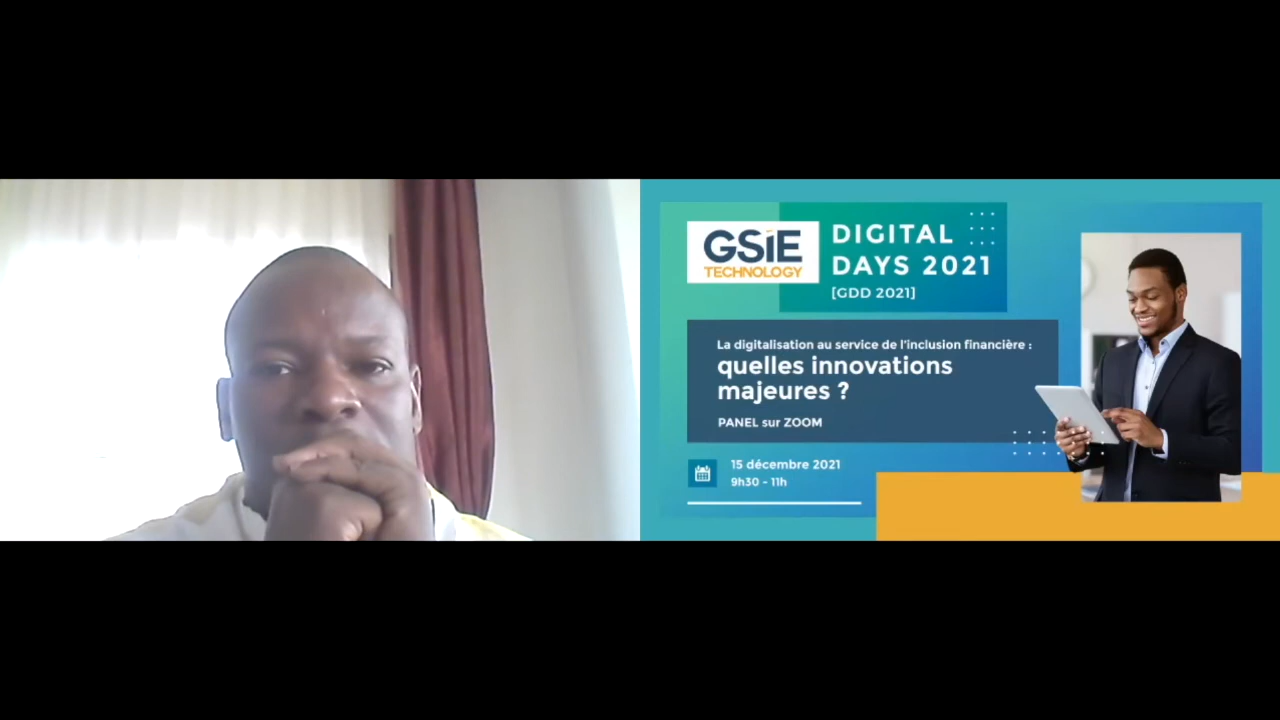 GSIE
TECHNOLOGY
DIGITAL
DAYS 2021
[GDD 2021]
La digitalisation au service de l'inclusion financière :
quelles innovations
majeures ?
PANEL sur ZOOM
15 décembre 2021
9h30 - 11h